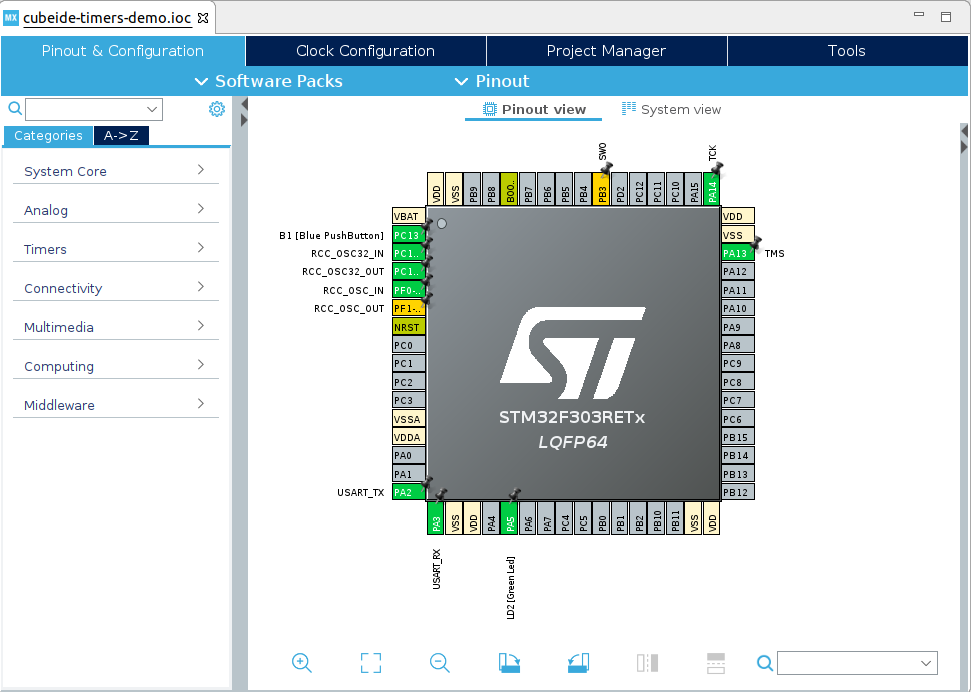 MX cubeide-timers-demo.ioc
Pinout & Configuration Clock Configuration Project Manager Tools
Software Packs Pinout
Pinout view System view
Categories A->Z
System Core
Analog
Timers
Connectivity
Multimedia
Computing
Middleware
SWO TCK
VDD VSS PB9 PB8 BOO.. PB7 PB6 PB5 PB4 PB3 PD2 PC12 PC11 PC10 PA15 PA14
VBAT VDD
B1 [Blue PushButton] PC13 VSS
RCC_OSC32_IN PC1.. PA13 TMS
RCC_OSC32_OUT PC1.. PA12
RCC_OSC_IN PF0-.. PA11
RCC_OSC_OUT PF1-.. PA10
NRST PA9
PC0 PA8
PC1 PC9
PC2 PC8
PC3 PC7
VSSA PC6
VDDA PB15
PA0 PB14
PA1 PB13
USART_TX PA2 PB12
STM32F303RETx
LQFP64
PA3 VSS VDD PA4 PA5 PA6 PA7 PC4 PC5 PB0 PB1 PB2 PB10 PB11 VSS VDD
USART_RX LD2 [Green Led]